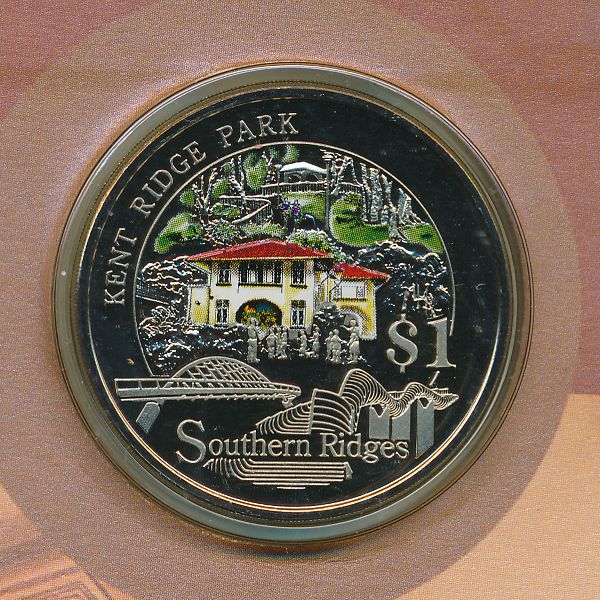 KENT RIDGE PARK
$1
Southern Ridges